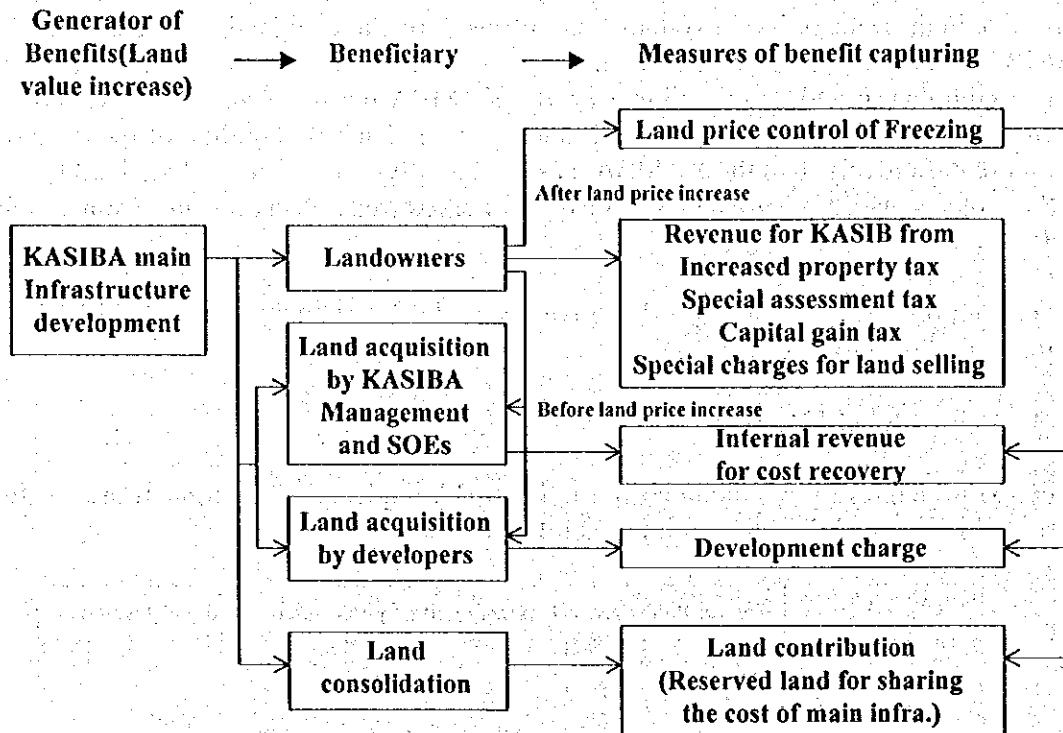 Generator of
Benefits(Land
value increase)
Beneficiary
Measures of benefit capturing
Land price control of Freezing
After land price increase
KASIBA main
Infrastructure
development
Landowners
Revenue for KASIB from
Increased property tax
Special assessment tax
Capital gain tax
Special charges for land selling
Land acquisition
by KASIBA
Management
and SOEs
Before land price increase
Internal revenue
for cost recovery
Land acquisition
by developers
Development charge
Land
consolidation
Land contribution
(Reserved land for sharing
the cost of main infra.)